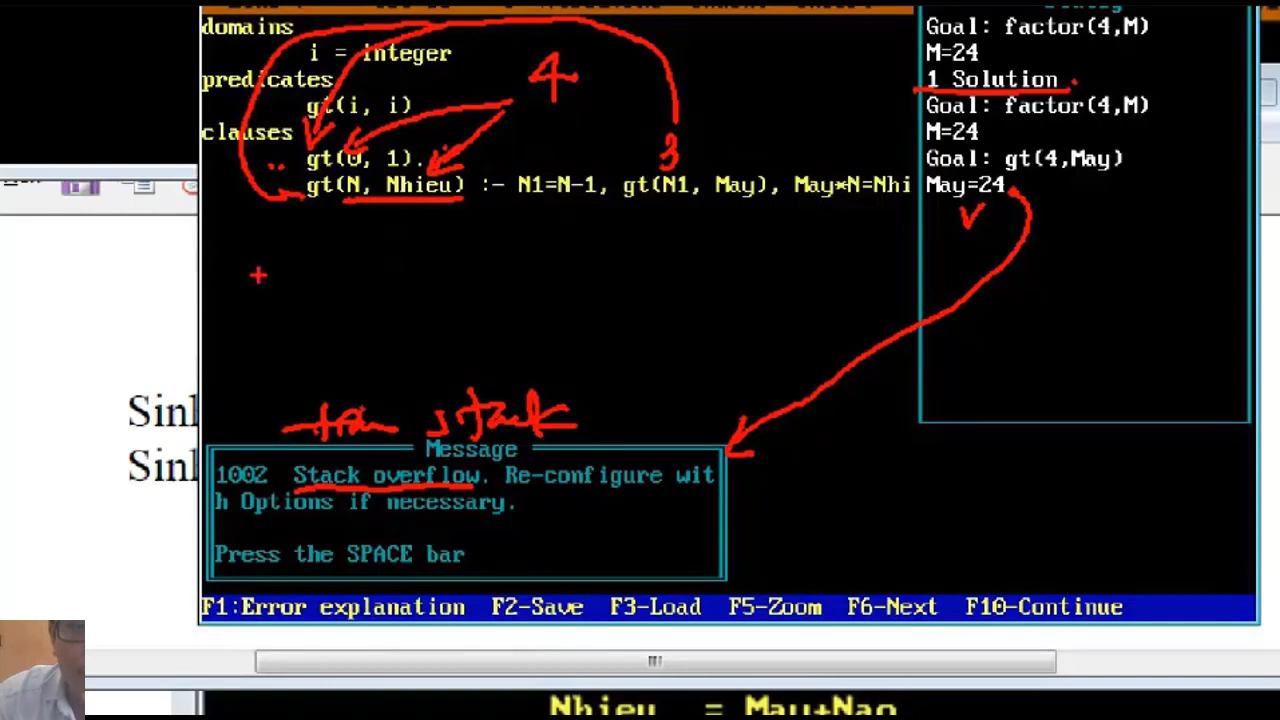 domains
i = integer
predicates
gt(i, i)
clauses
gt(0, 1).
gt(N, Nhieu) :- N1=N-1, gt(N1, May), May*N=Nhi
4
3
Goal: factor(4,M)
M=24
1 Solution
Goal: factor(4,M)
M=24
Goal: gt(4,May)
May=24
Sinl
Sinl
tràn stack
Message
1002 Stack overflow. Re-configure wit
h Options if necessary.
Press the SPACE bar
F1:Error explanation F2-Save F3-Load F5-Zoom F6-Next F10-Continue
Nhieu = May+Nao